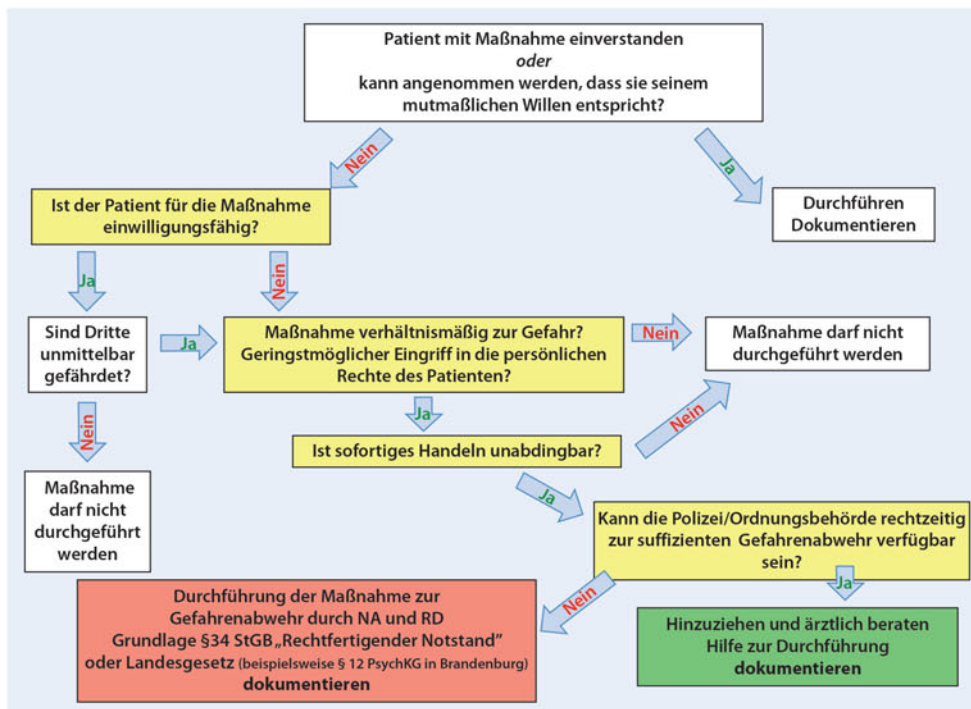 Patient mit Maßnahme einverstanden
oder
kann angenommen werden, dass sie seinem
mutmaßlichen Willen entspricht?
Nein
Ja
Ist der Patient für die Maßnahme
einwilligungsfähig?
Durchführen
Dokumentieren
Ja
Nein
Sind Dritte
unmittelbar
gefährdet?
Ja
Maßnahme verhältnismäßig zur Gefahr?
Geringstmöglicher Eingriff in die persönlichen
Rechte des Patienten?
Nein
Maßnahme darf nicht
durchgeführt werden
Nein
Ja
Nein
Ist sofortiges Handeln unabdingbar?
Maßnahme
darf nicht
durchgeführt
werden
Ja
Kann die Polizei/Ordnungsbehörde rechtzeitig
zur suffizienten Gefahrenabwehr verfügbar
sein?
Nein
Ja
Durchführung der Maßnahme zur
Gefahrenabwehr durch NA und RD
Grundlage §34 StGB „Rechtfertigender Notstand”
oder Landesgesetz (beispielsweise § 12 PsychKG in Brandenburg)
dokumentieren
Hinzuziehen und ärztlich beraten
Hilfe zur Durchführung
dokumentieren